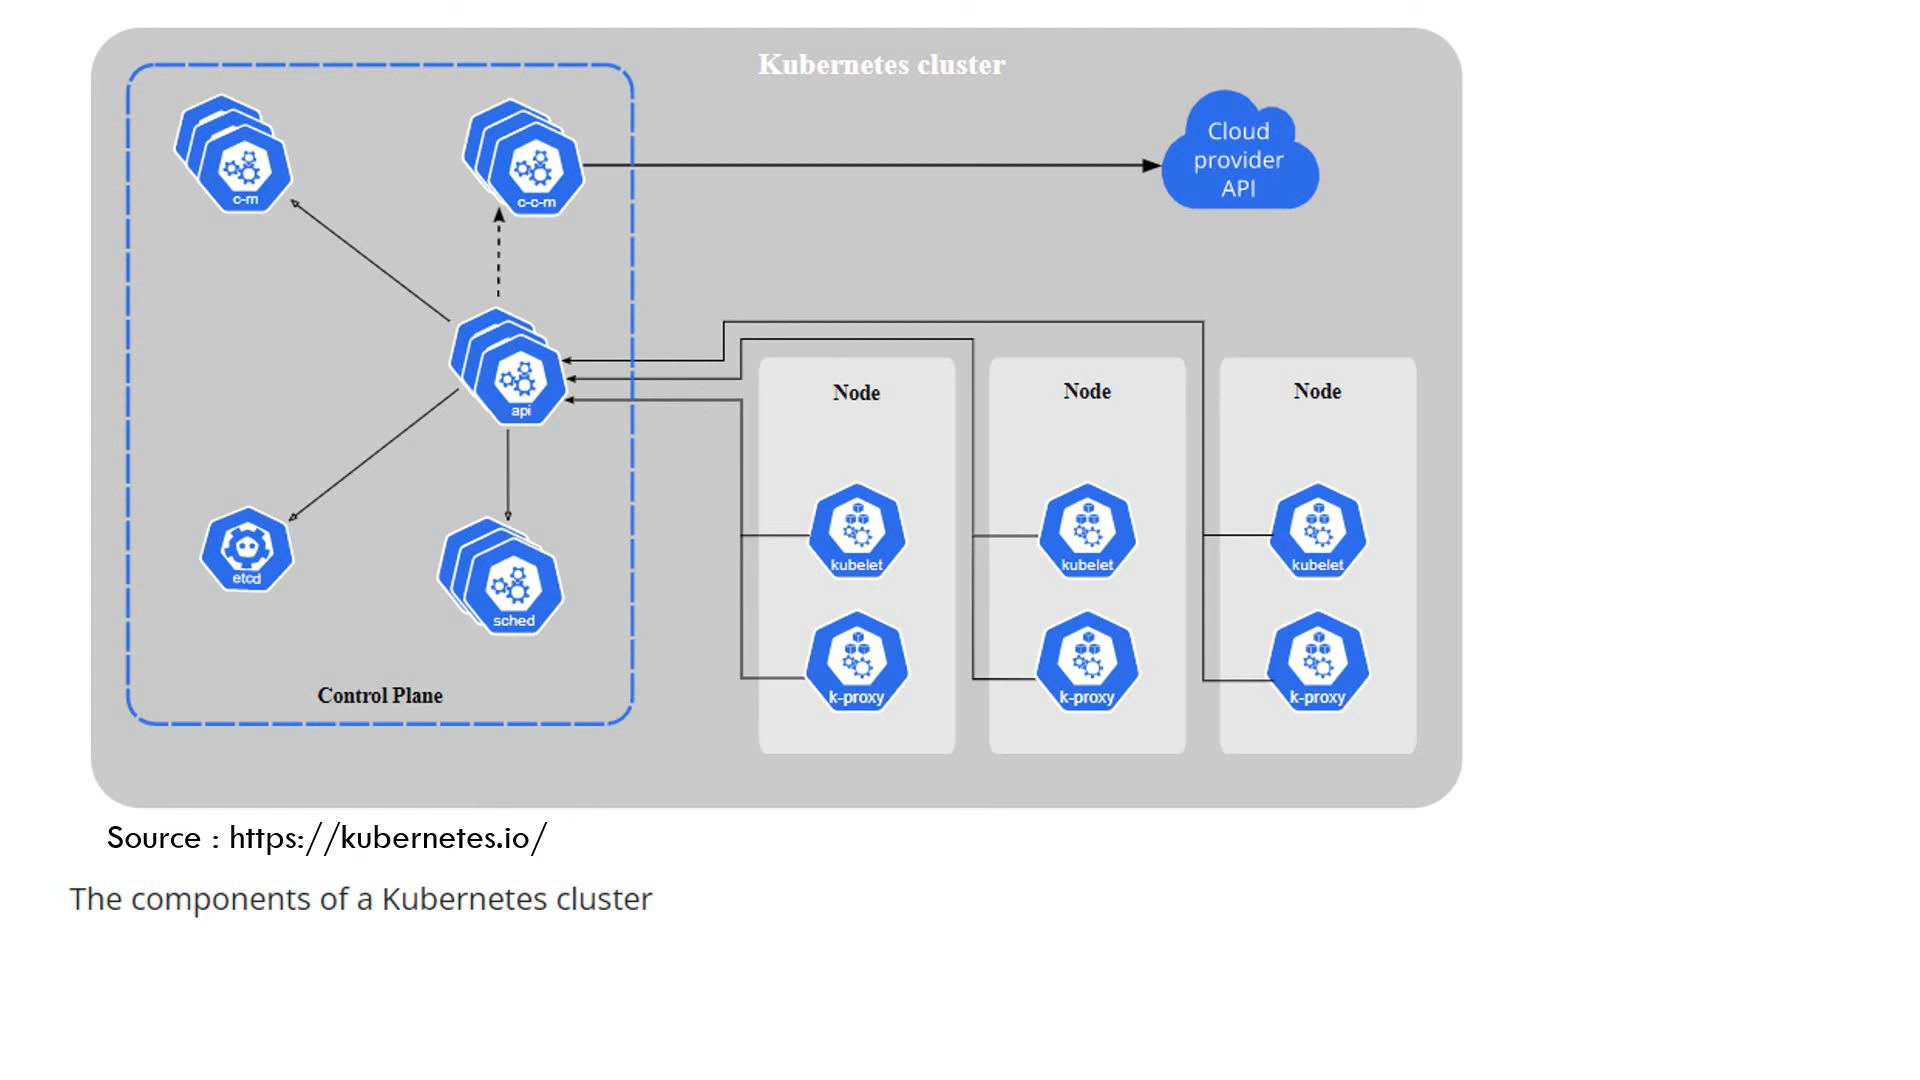 Kubernetes cluster
c-m
c-c-m
Cloud
provider
API
api
Node
Node
Node
etcd
sched
kubelet
kubelet
kubelet
k-proxy
k-proxy
k-proxy
Control Plane
Source : https://kubernetes.io/
The components of a Kubernetes cluster